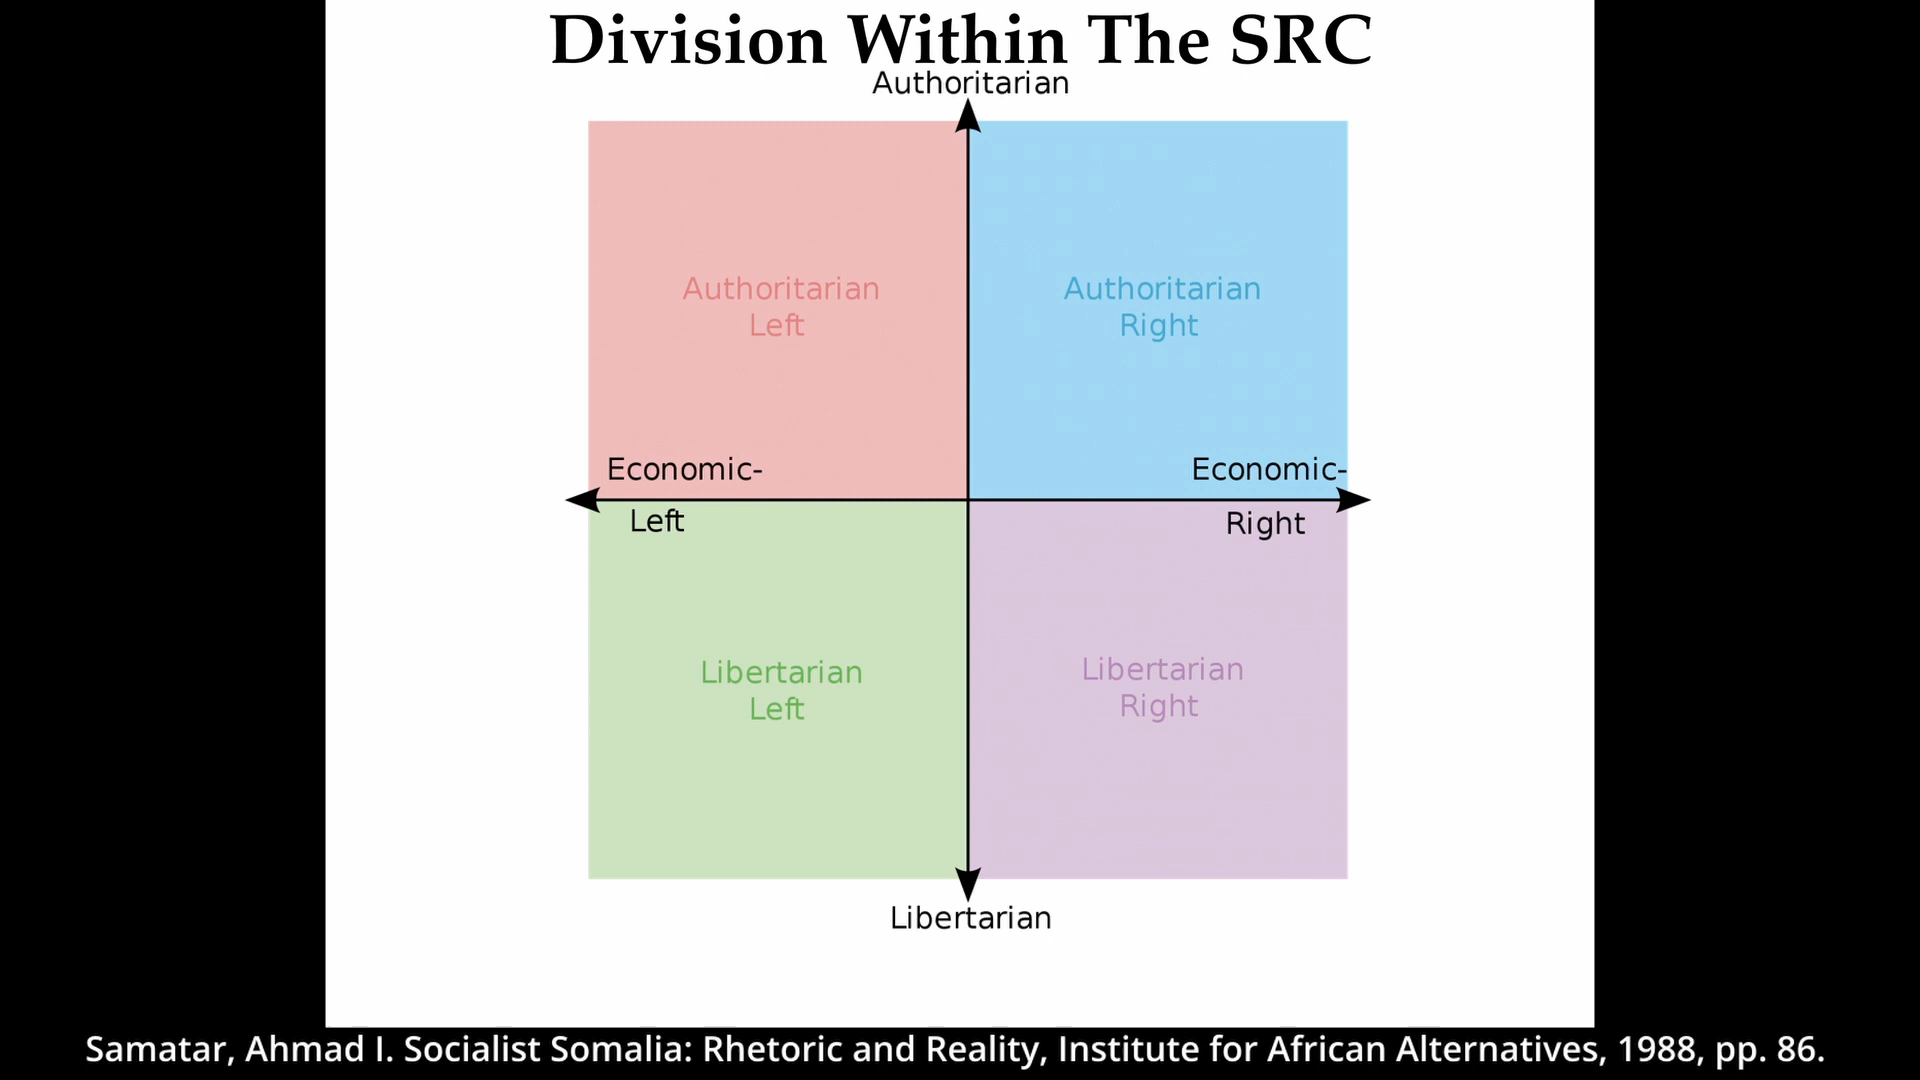 Division Within The SRC
Authoritarian
Authoritarian
Left
Authoritarian
Right
Economic-
Left
Economic-
Right
Libertarian
Left
Libertarian
Right
Libertarian
Samatar, Ahmad I. Socialist Somalia: Rhetoric and Reality, Institute for African Alternatives, 1988, pp. 86.